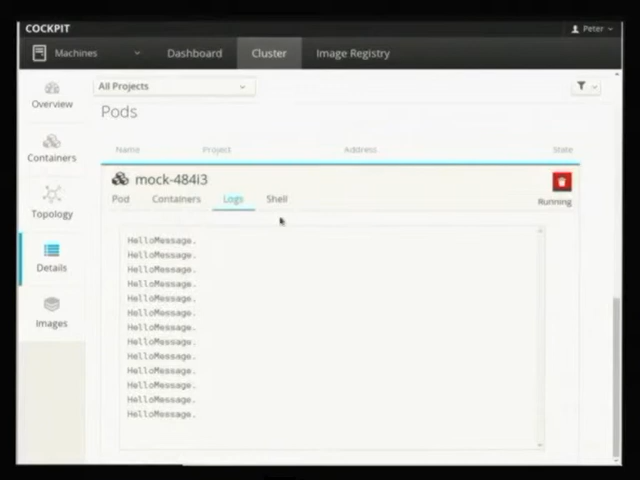 COCKPIT
Peter
Machines
Dashboard
Cluster
Image Registry
Overview
Containers
Topology
Details
Images
All Projects
Pods
Name
Project
Address
State
mock-484i3
Pod
Containers
Logs
Shell
Running
HelloMessage.
HelloMessage.
HelloMessage.
HelloMessage.
HelloMessage.
HelloMessage.
HelloMessage.
HelloMessage.
HelloMessage.
HelloMessage.
HelloMessage.
HelloMessage.
HelloMessage.